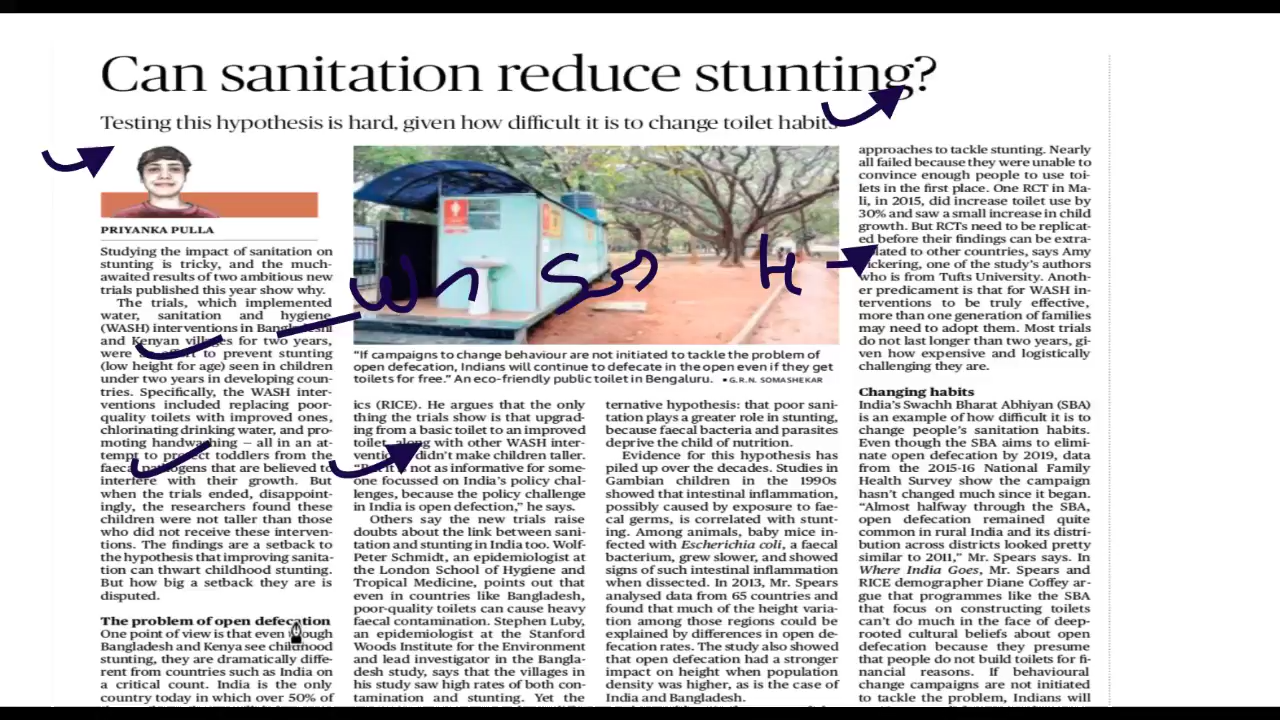 Can sanitation reduce stunting?
Testing this hypothesis is hard, given how difficult it is to change toilet habits
PRIYANKA PULLA
Studying the impact of sanitation on
stunting is tricky, and the much-
awaited results of two ambitious new
trials published this year show why.
The trials, which implemented
water, sanitation and hygiene
(WASH) interventions in Bangladeshi
and Kenyan villages for two years,
were an effort to prevent stunting
(low height for age) seen in children
under two years in developing coun-
tries. Specifically, the WASH inter-
ventions included replacing poor-
quality toilets with improved ones,
chlorinating drinking water, and pro-
moting handwashing – all in an at-
tempt to protect toddlers from the
faecal pathogens that are believed to
interfere with their growth. But
when the trials ended, disappoint-
ingly, the researchers found these
children were not taller than those
who did not receive these interven-
tions. The findings are a setback to
the hypothesis that improving sanita-
tion can thwart childhood stunting.
But how big a setback they are is
disputed.
The problem of open defecation
One point of view is that even though
Bangladesh and Kenya see childhood
stunting, they are dramatically diffe-
rent from countries such as India on
a critical count. India is the only
country today in which over 50% of
"If campaigns to change behaviour are not initiated to tackle the problem of
open defecation, Indians will continue to defecate in the open even if they get
toilets for free." An eco-friendly public toilet in Bengaluru. • G.R.N. SOMASHEKAR
ics (RICE). He argues that the only
thing the trials show is that upgrad-
ing from a basic toilet to an improved
toilet, along with other WASH inter-
ventions didn't make children taller.
"But it is not as informative for some-
one focussed on India's policy chal-
lenges, because the policy challenge
in India is open defection," he says.
Others say the new trials raise
doubts about the link between sani-
tation and stunting in India too. Wolf-
Peter Schmidt, an epidemiologist at
the London School of Hygiene and
Tropical Medicine, points out that
even in countries like Bangladesh,
poor-quality toilets can cause heavy
faecal contamination. Stephen Luby,
an epidemiologist at the Stanford
Woods Institute for the Environment
and lead investigator in the Bangla-
desh study, says that the villages in
his study saw high rates of both con-
tamination and stunting. Yet the
ternative hypothesis: that poor sani-
tation plays a greater role in stunting,
because faecal bacteria and parasites
deprive the child of nutrition.
Evidence for this hypothesis has
piled up over the decades. Studies in
Gambian children in the 1990s
showed that intestinal inflammation,
possibly caused by exposure to fae-
cal germs, is correlated with stunt-
ing. Among animals, baby mice in-
fected with Escherichia coli, a faecal
bacterium, grew slower, and showed
signs of such intestinal inflammation
when dissected. In 2013, Mr. Spears
analysed data from 65 countries and
found that much of the height varia-
tion among those regions could be
explained by differences in open de-
fecation rates. The study also showed
that open defecation had a stronger
impact on height when population
density was higher, as is the case of
India and Bangladesh.
approaches to tackle stunting. Nearly
all failed because they were unable to
convince enough people to use toi-
lets in the first place. One RCT in Ma-
li, in 2015, did increase toilet use by
30% and saw a small increase in child
growth. But RCTs need to be replicat-
ed before their findings can be extra-
polated to other countries, says Amy
Pickering, one of the study's authors
who is from Tufts University. Anoth-
er predicament is that for WASH in-
terventions to be truly effective,
more than one generation of families
may need to adopt them. Most trials
do not last longer than two years, gi-
ven how expensive and logistically
challenging they are.
Changing habits
India's Swachh Bharat Abhiyan (SBA)
is an example of how difficult it is to
change people's sanitation habits.
Even though the SBA aims to elimi-
nate open defecation by 2019, data
from the 2015-16 National Family
Health Survey show the campaign
hasn't changed much since it began.
"Almost halfway through the SBA,
open defecation remained quite
common in rural India and its distri-
bution across districts looked pretty
similar to 2011," Mr. Spears says. In
Where India Goes, Mr. Spears and
RICE demographer Diane Coffey ar-
gue that programmes like the SBA
that focus on constructing toilets
can't do much in the face of deep-
rooted cultural beliefs about open
defecation because they presume
that people do not build toilets for fi-
nancial reasons. If behavioural
change campaigns are not initiated
to tackle the problem, Indians will